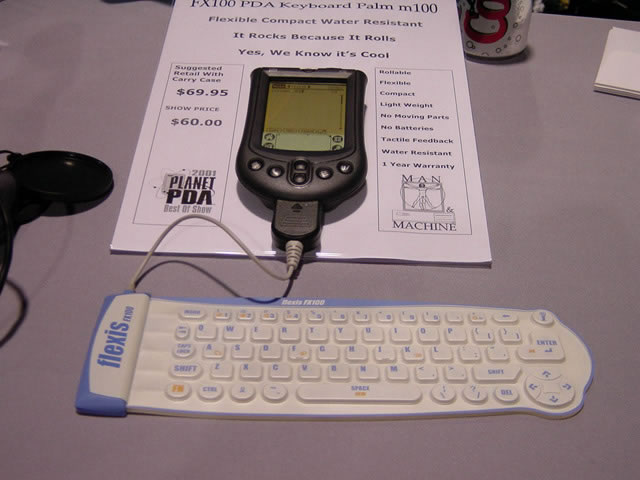 FX100 PDA Keyboard Palm m100
Flexible Compact Water Resistant
It Rocks Because It Rolls
Yes, We Know it's Cool
Suggested
Retail With
Carry Case
$69.95
SHOW PRICE
$60.00
2001
PLANET
PDA
Best Of Show
Rollable
Flexible
Compact
Light Weight
No Moving Parts
No Batteries
Tactile Feedback
Water Resistant
1 Year Warranty
MAN
&
MACHINE
flexis FX100
flexis FX100
Q W E R T Y U I O P
CAPS LOCK A S D F G H J K L ENTER
SHIFT Z X C V B N M SHIFT
FN CTRL SPACE DEL